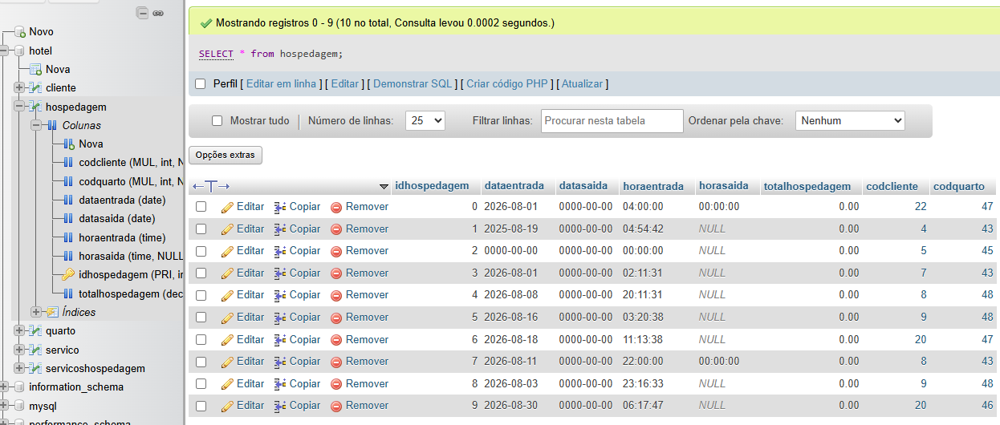 Novo
hotel
Nova
cliente
hospedagem
Colunas
Nova
codcliente (MUL, int, N
codquarto (MUL, int, N
dataentrada (date)
datasaida (date)
horaentrada (time)
horasaida (time, NULL
idhospedagem (PRI, in
totalhospedagem (dec
Índices
quarto
servico
servicoshospedagem
information_schema
mysql
performance_schema
Mostrando registros 0 - 9 (10 no total, Consulta levou 0.0002 segundos.)
SELECT * from hospedagem;
Perfil [ Editar em linha ] [ Editar ] [ Demonstrar SQL ] [ Criar código PHP ] [ Atualizar ]
Mostrar tudo | Número de linhas: 25 Filtrar linhas: Procurar nesta tabela Ordenar pela chave: Nenhum
Opções extras
←T→ idhospedagem dataentrada datasaida horaentrada horasaida totalhospedagem codcliente codquarto
Editar Copiar Remover 0 2026-08-01 0000-00-00 04:00:00 00:00:00 0.00 22 47
Editar Copiar Remover 1 2025-08-19 0000-00-00 04:54:42 NULL 0.00 4 43
Editar Copiar Remover 2 0000-00-00 0000-00-00 00:00:00 NULL 0.00 5 45
Editar Copiar Remover 3 2026-08-01 0000-00-00 02:11:31 NULL 0.00 7 43
Editar Copiar Remover 4 2026-08-08 0000-00-00 20:11:31 NULL 0.00 8 48
Editar Copiar Remover 5 2026-08-16 0000-00-00 03:20:38 NULL 0.00 9 48
Editar Copiar Remover 6 2026-08-18 0000-00-00 11:13:38 NULL 0.00 20 47
Editar Copiar Remover 7 2026-08-11 0000-00-00 22:00:00 00:00:00 0.00 8 43
Editar Copiar Remover 8 2026-08-03 0000-00-00 23:16:33 NULL 0.00 9 48
Editar Copiar Remover 9 2026-08-30 0000-00-00 06:17:47 NULL 0.00 20 46